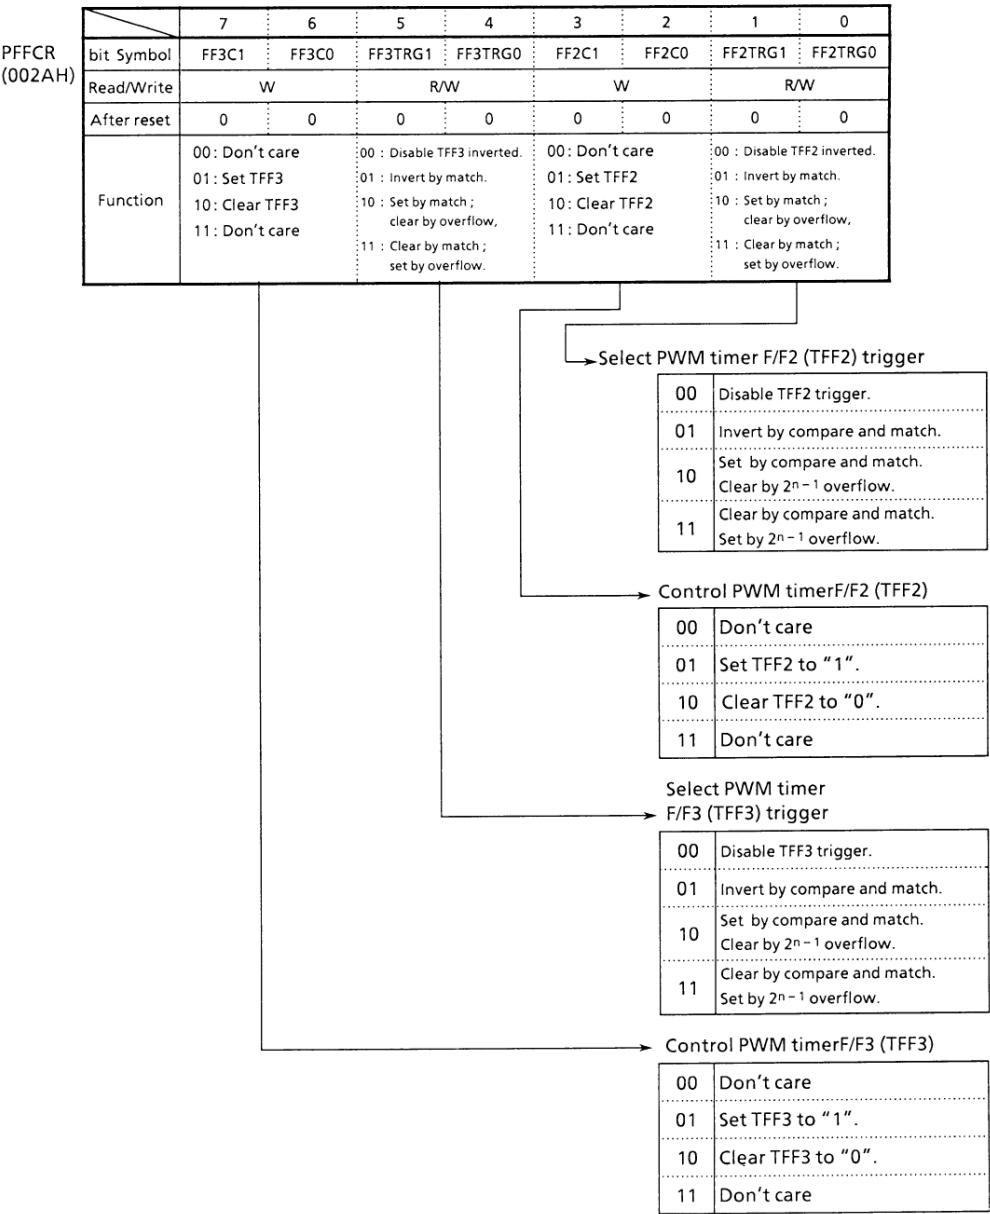 7 6 5 4 3 2 1 0
PFFCR
(002AH)
bit Symbol FF3C1 FF3C0 FF3TRG1 FF3TRG0 FF2C1 FF2C0 FF2TRG1 FF2TRG0
Read/Write W R/W W R/W
After reset 0 0 0 0 0 0 0 0
Function
00: Don't care
01: Set TFF3
10: Clear TFF3
11: Don't care
00 : Disable TFF3 inverted.
01 : Invert by match.
10 : Set by match ;
clear by overflow,
11 : Clear by match ;
set by overflow.
00: Don't care
01: Set TFF2
10: Clear TFF2
11: Don't care
00 : Disable TFF2 inverted.
01 : Invert by match.
10 : Set by match ;
clear by overflow,
11 : Clear by match ;
set by overflow.
Select PWM timer F/F2 (TFF2) trigger
00 Disable TFF2 trigger.
01 Invert by compare and match.
10 Set by compare and match.
Clear by 2ⁿ⁻¹ overflow.
11 Clear by compare and match.
Set by 2ⁿ⁻¹ overflow.
Control PWM timerF/F2 (TFF2)
00 Don't care
01 Set TFF2 to "1".
10 Clear TFF2 to "0".
11 Don't care
Select PWM timer
F/F3 (TFF3) trigger
00 Disable TFF3 trigger.
01 Invert by compare and match.
10 Set by compare and match.
Clear by 2ⁿ⁻¹ overflow.
11 Clear by compare and match.
Set by 2ⁿ⁻¹ overflow.
Control PWM timerF/F3 (TFF3)
00 Don't care
01 Set TFF3 to "1".
10 Clear TFF3 to "0".
11 Don't care